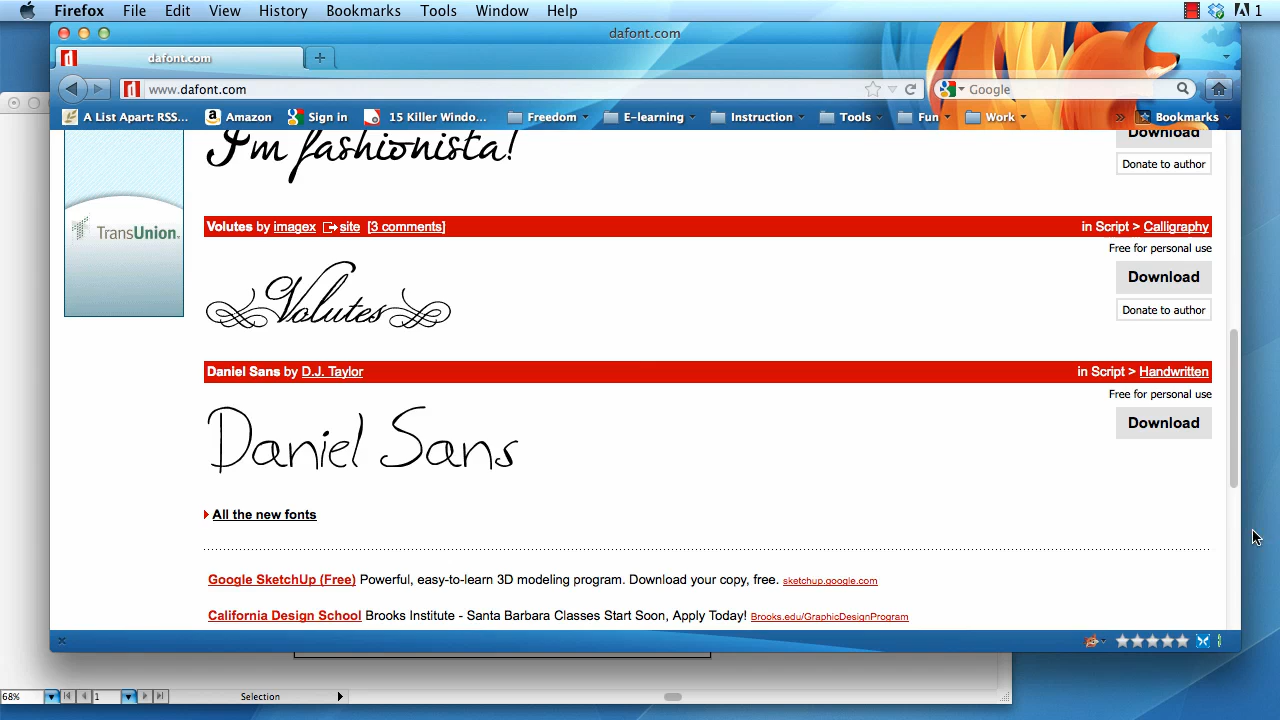 Firefox File Edit View History Bookmarks Tools Window Help 1
dafont.com
dafont.com
www.dafont.com Google
A List Apart: RSS... Amazon Sign in 15 Killer Windo... Freedom E-learning Instruction Tools Fun Work » Bookmarks
I'm fashionista!
Download
Donate to author
TransUnion.
Volutes by imagex site [3 comments] in Script > Calligraphy
Free for personal use
Volutes
Download
Donate to author
Daniel Sans by D.J. Taylor in Script > Handwritten
Free for personal use
Daniel Sans
Download
All the new fonts
Google SketchUp (Free) Powerful, easy-to-learn 3D modeling program. Download your copy, free. sketchup.google.com
California Design School Brooks Institute - Santa Barbara Classes Start Soon, Apply Today! Brooks.edu/GraphicDesignProgram
68% 1 Selection